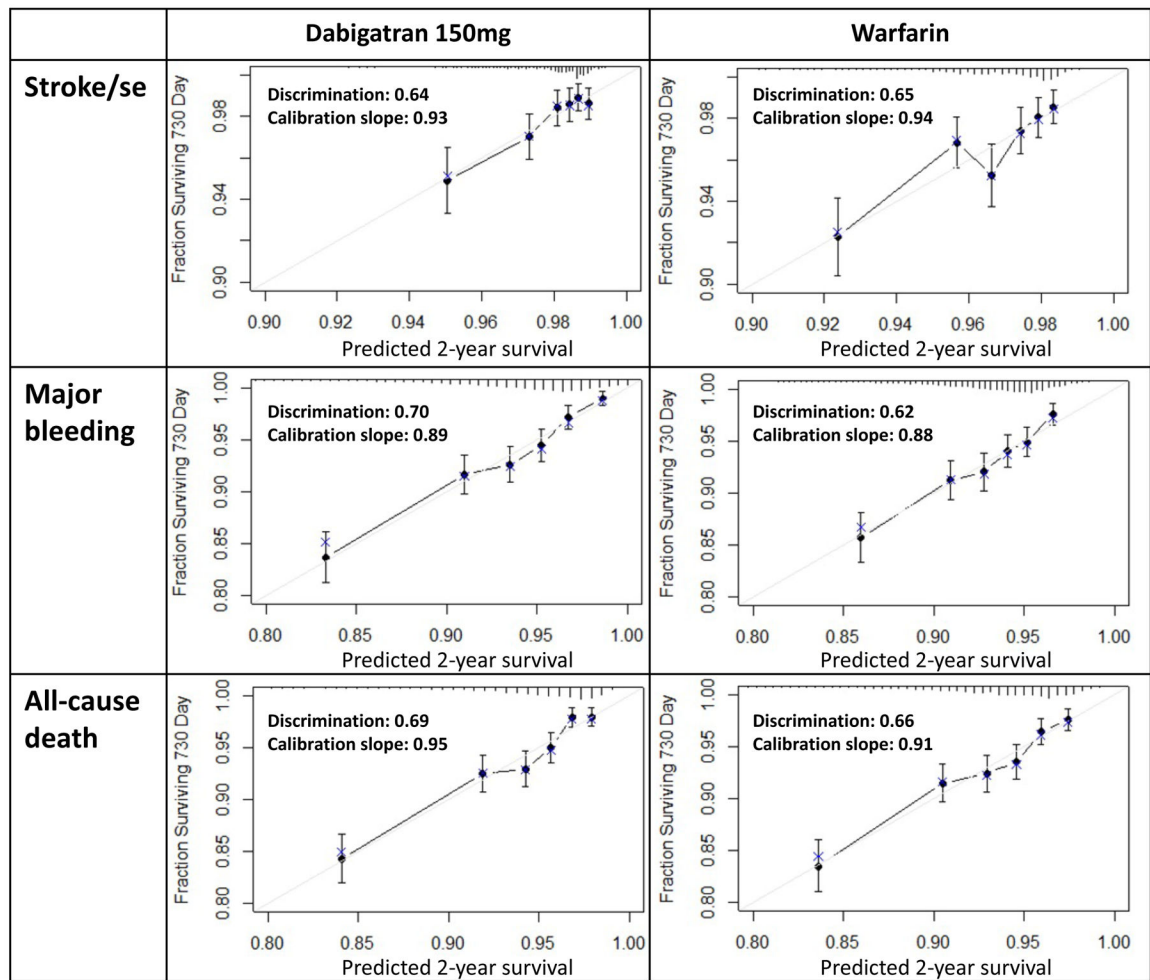 Dabigatran 150mg
Warfarin
Stroke/se
Discrimination: 0.64
Calibration slope: 0.93
Fraction Surviving 730 Day
0.98
0.94
0.90
0.90 0.92 0.94 0.96 0.98 1.00
Predicted 2-year survival
Discrimination: 0.65
Calibration slope: 0.94
Fraction Surviving 730 Day
0.98
0.94
0.90
0.90 0.92 0.94 0.96 0.98 1.00
Predicted 2-year survival
Major
bleeding
Discrimination: 0.70
Calibration slope: 0.89
Fraction Surviving 730 Day
1.00
0.95
0.90
0.85
0.80
0.80 0.85 0.90 0.95 1.00
Predicted 2-year survival
Discrimination: 0.62
Calibration slope: 0.88
Fraction Surviving 730 Day
1.00
0.95
0.90
0.85
0.80
0.80 0.85 0.90 0.95 1.00
Predicted 2-year survival
All-cause
death
Discrimination: 0.69
Calibration slope: 0.95
Fraction Surviving 730 Day
1.00
0.95
0.90
0.85
0.80
0.80 0.85 0.90 0.95 1.00
Predicted 2-year survival
Discrimination: 0.66
Calibration slope: 0.91
Fraction Surviving 730 Day
1.00
0.95
0.90
0.85
0.80
0.80 0.85 0.90 0.95 1.00
Predicted 2-year survival